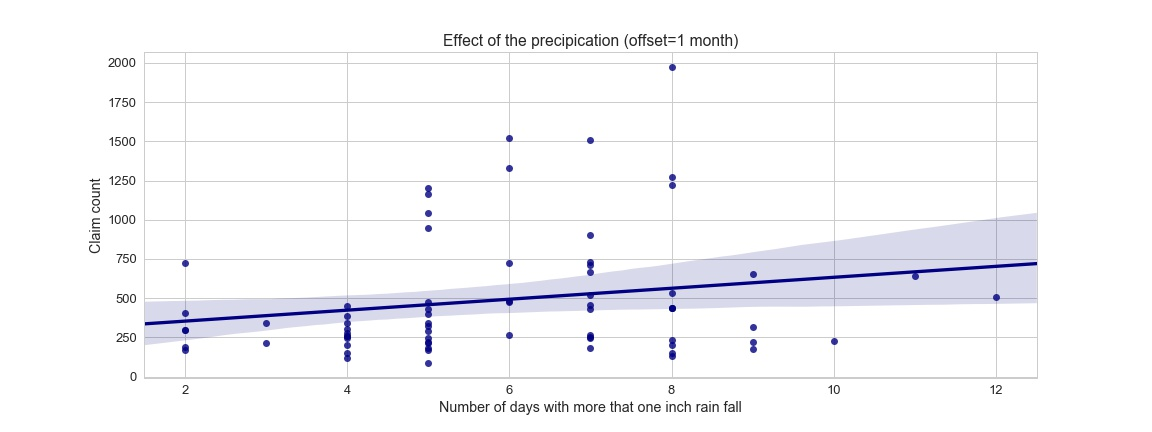 Effect of the precipication (offset=1 month)
2000
1750
1500
1250
1000
750
500
250
0
Claim count
2 4 6 8 10 12
Number of days with more that one inch rain fall